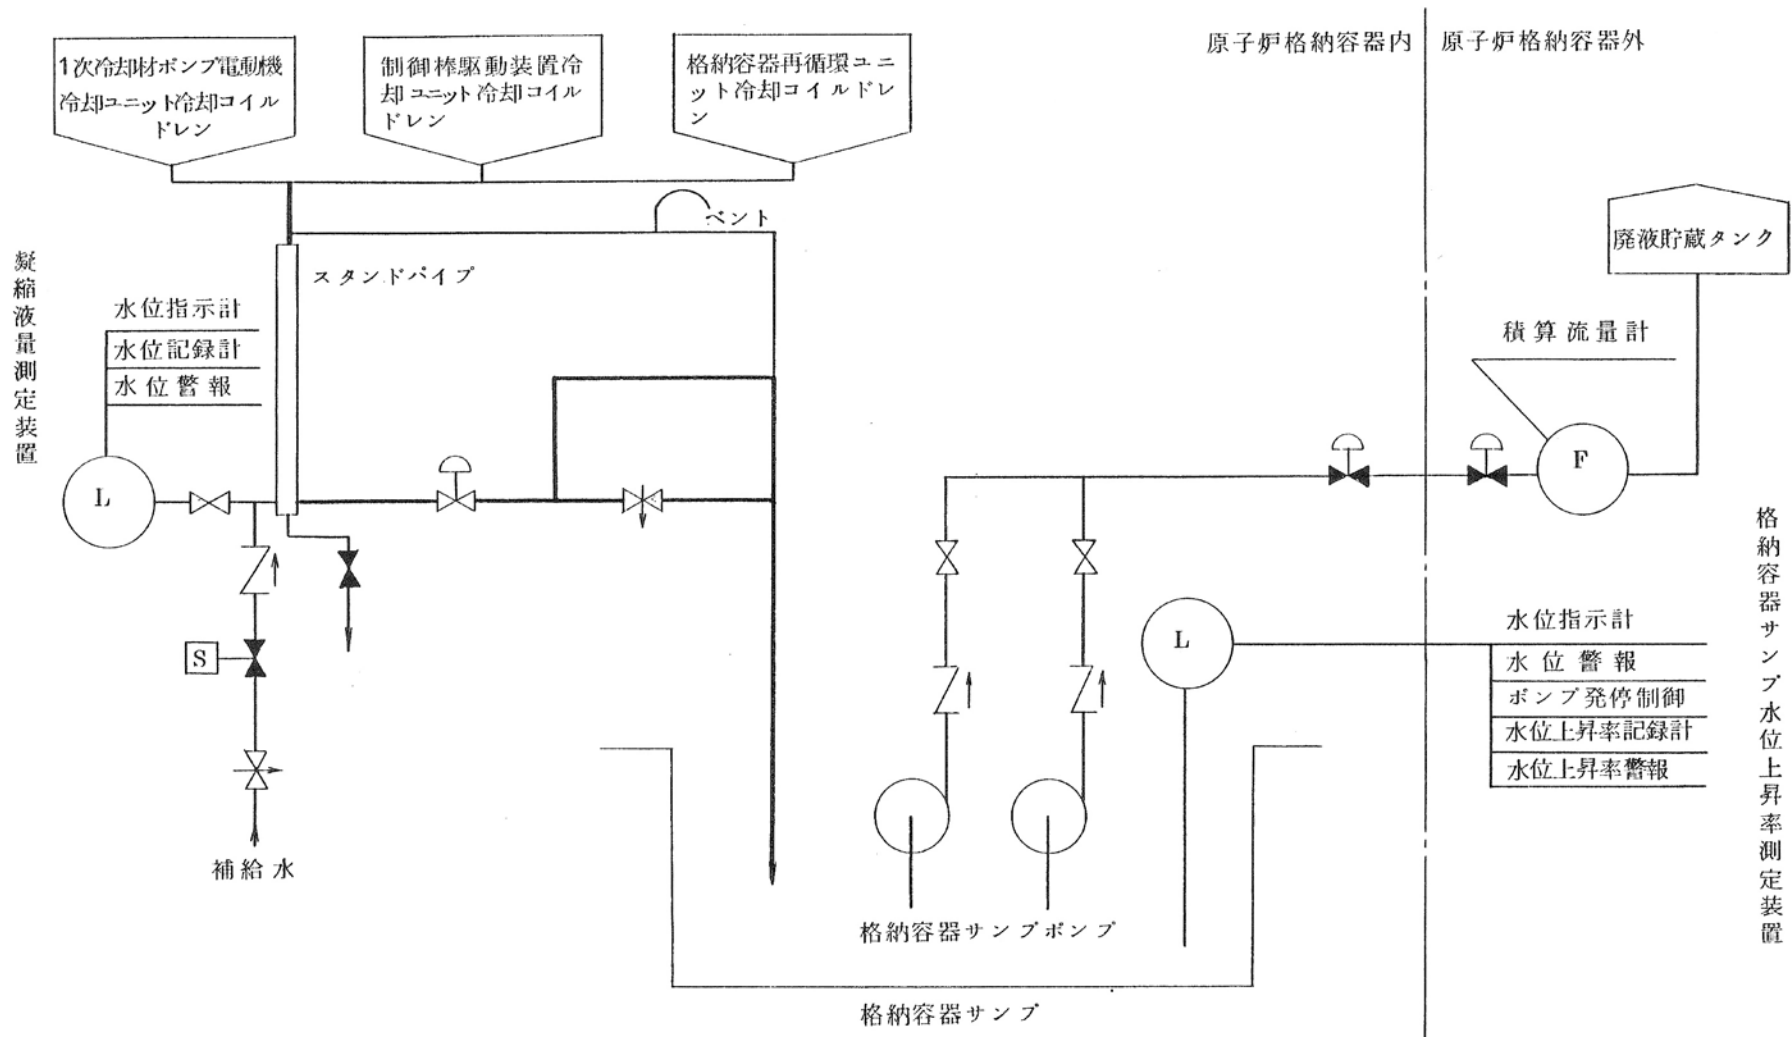 原子炉格納容器内
原子炉格納容器外
1次冷却材ポンプ電動機
冷却ユニット冷却コイル
ドレン
制御棒駆動装置冷
却ユニット冷却コイル
ドレン
格納容器再循環ユニ
ット冷却コイルドレ
ン
ベント
廃液貯蔵タンク
凝縮液量測定装置
スタンドパイプ
水位指示計
水位記録計
水位警報
積算流量計
L
F
格納容器サンプ水位上昇率測定装置
S
L
水位指示計
水位警報
ポンプ発停制御
水位上昇率記録計
水位上昇率警報
補給水
格納容器サンプポンプ
格納容器サンプ